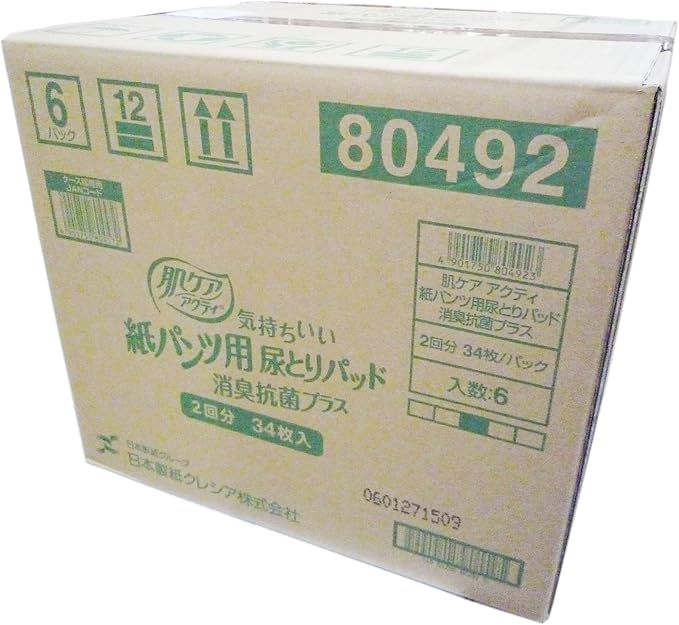 6
パック
12
80492
ケース販売用
JANコード
4 901750 804923
肌ケア アクティ
紙パンツ用尿とりパッド
消臭抗菌プラス
2回分 34枚/パック
入数:6
肌ケア
アクティ
気持ちいい
紙パンツ用 尿とりパッド
消臭抗菌プラス
2回分 34枚入
日本製紙グループ
日本製紙クレシア株式会社
0601271509